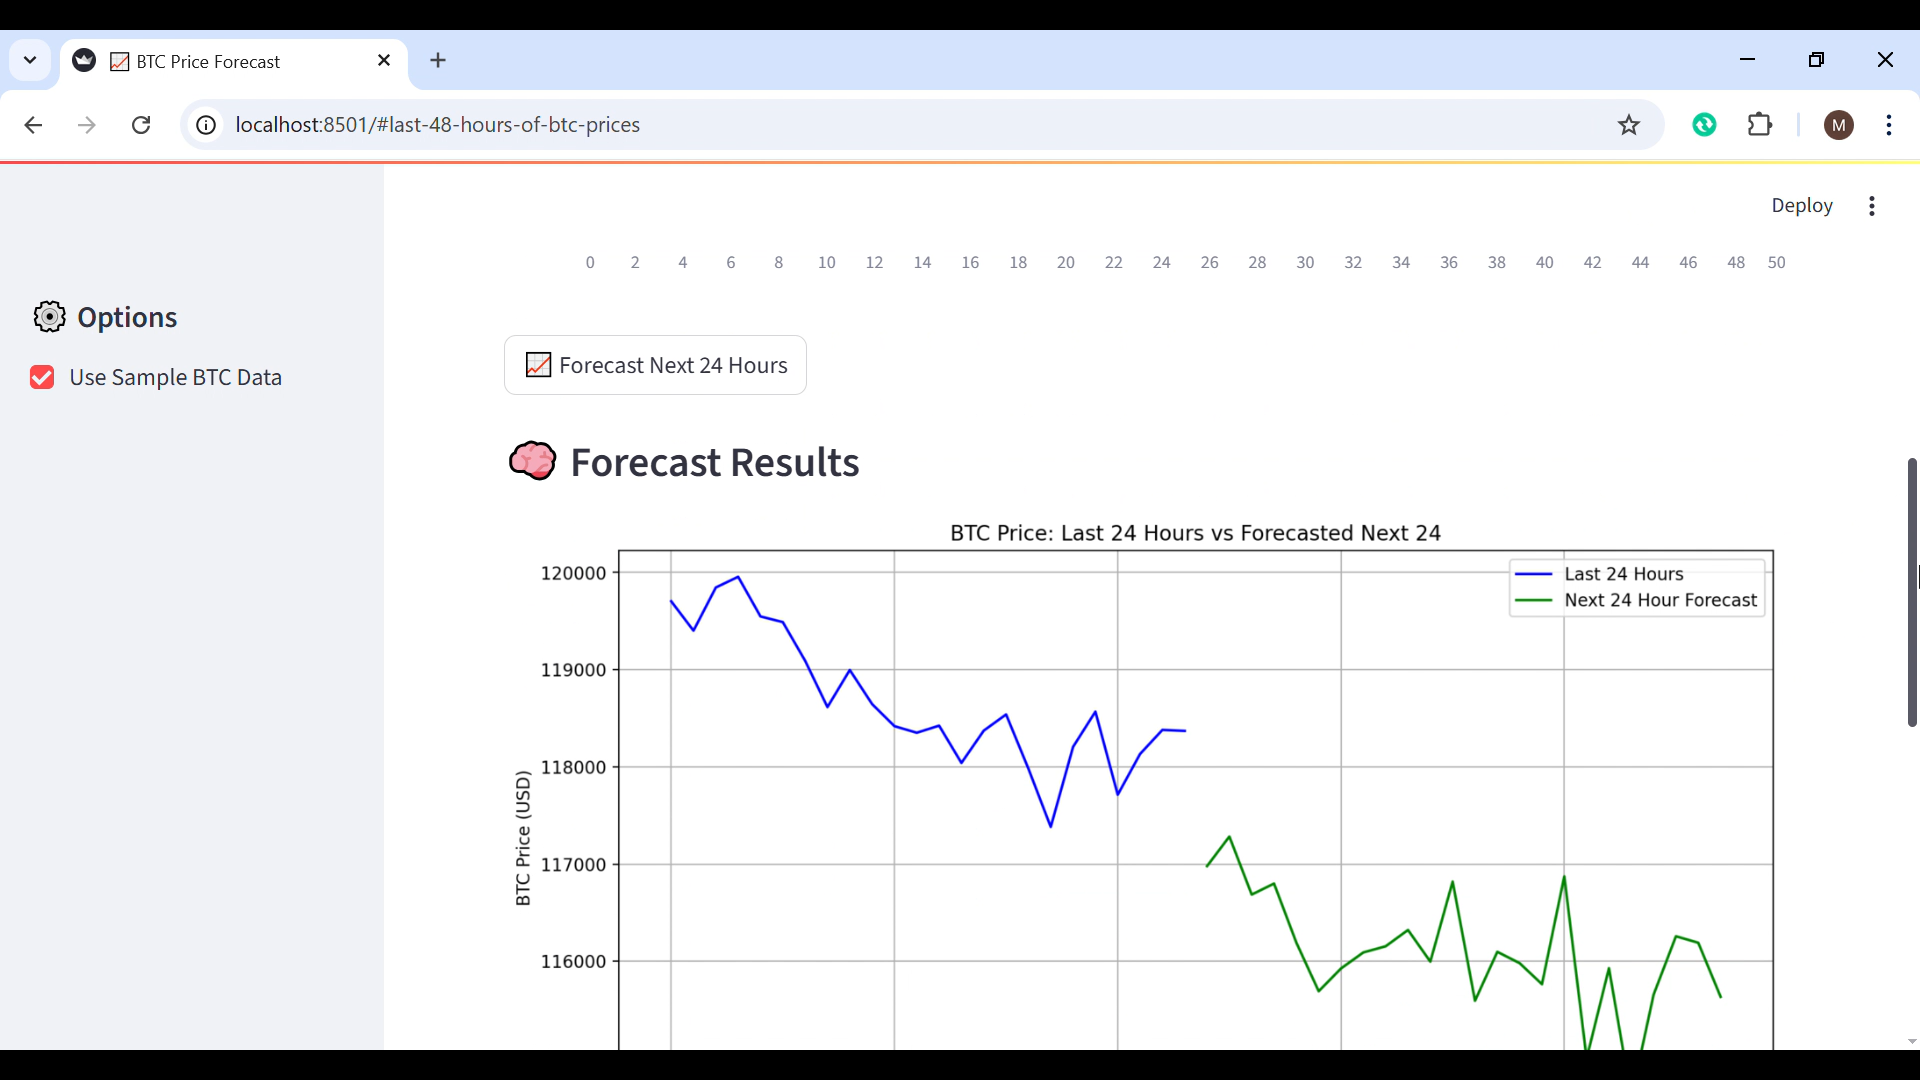 BTC Price Forecast
localhost:8501/#last-48-hours-of-btc-prices
M
Deploy
0 2 4 6 8 10 12 14 16 18 20 22 24 26 28 30 32 34 36 38 40 42 44 46 48 50
Options
Use Sample BTC Data
Forecast Next 24 Hours
Forecast Results
BTC Price: Last 24 Hours vs Forecasted Next 24
Last 24 Hours
Next 24 Hour Forecast
BTC Price (USD)
120000
119000
118000
117000
116000